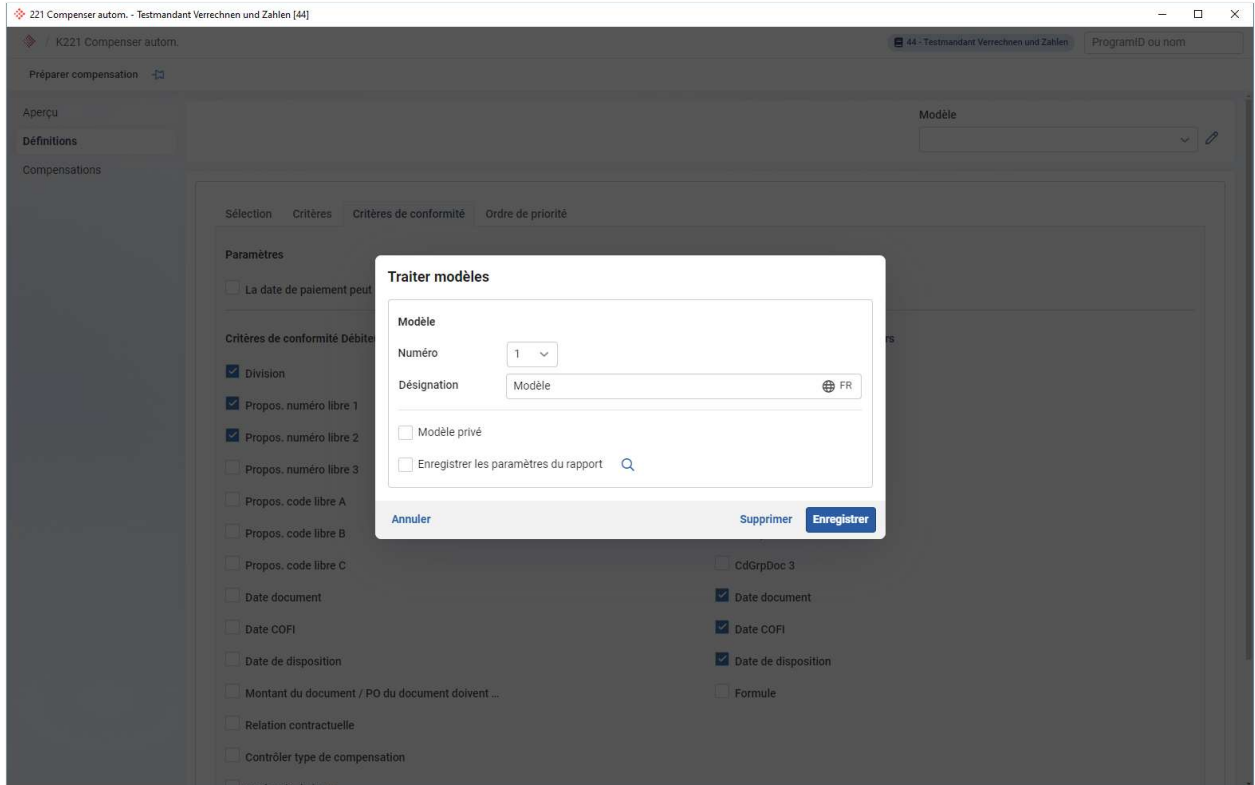 221 Compenser autom. - Testmandant Verrechnen und Zahlen [44]
/ K221 Compenser autom.
44 - Testmandant Verrechnen und Zahlen
ProgramID ou nom
Préparer compensation
Aperçu
Définitions
Compensations
Modèle
Sélection Critères Critères de conformité Ordre de priorité
Paramètres
La date de paiement peut
Critères de conformité Débite
rs
Division
Propos. numéro libre 1
Propos. numéro libre 2
Propos. numéro libre 3
Propos. code libre A
Propos. code libre B
Propos. code libre C
Date document
Date COFI
Date de disposition
Montant du document / PO du document doivent ...
Relation contractuelle
Contrôler type de compensation
CdGrpDoc 3
Date document
Date COFI
Date de disposition
Formule
Traiter modèles
Modèle
Numéro 1
Désignation Modèle FR
Modèle privé
Enregistrer les paramètres du rapport
Annuler Supprimer Enregistrer